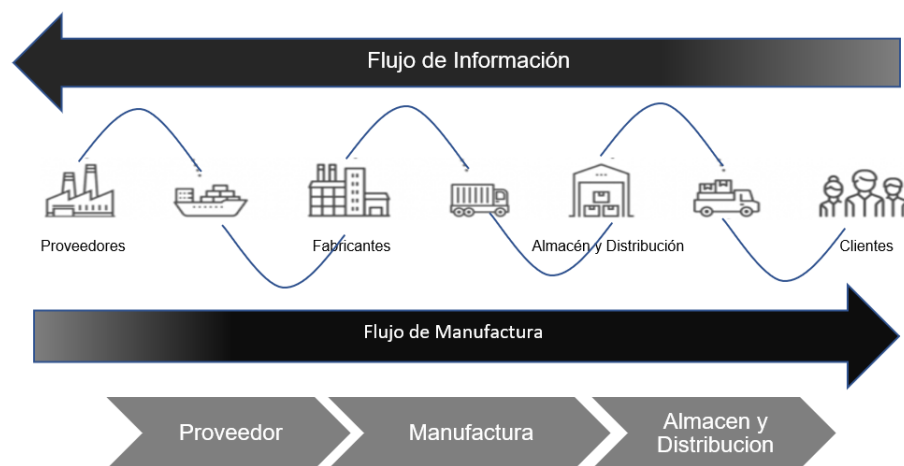 Flujo de Información
Proveedores
Fabricantes
Almacén y Distribución
Clientes
Flujo de Manufactura
Proveedor
Manufactura
Almacen y
Distribucion